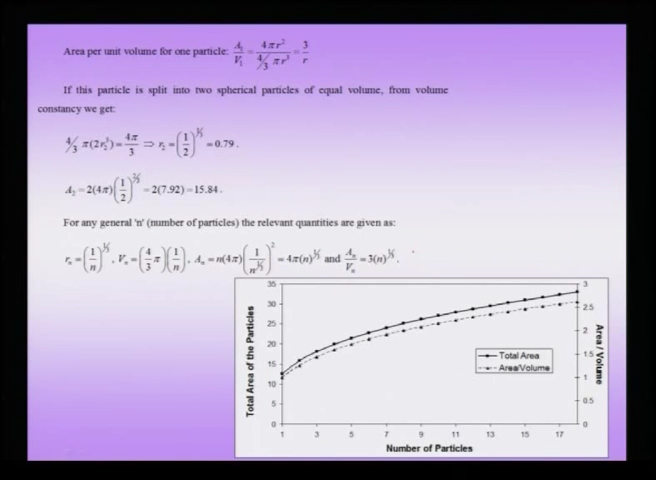 Area per unit volume for one particle: A₁/V₁ = 4πr²/(4/3 πr³) = 3/r
If this particle is split into two spherical particles of equal volume, from volume
constancy we get:
4/3 π(2r₂³) = 4π/3 ⇒ r₂ = (1/2)^(1/3) = 0.79.
A₂ = 2(4π)(1/2)^(2/3) = 2(7.92) = 15.84.
For any general 'n' (number of particles) the relevant quantities are given as:
rₙ = (1/n)^(1/3), Vₙ = (4/3 π)(1/n), Aₙ = n(4π)(1/n^(1/3))² = 4π(n)^(1/3) and Aₙ/Vₙ = 3(n)^(1/3).
Total Area of the Particles
35
30
25
20
15
10
5
0
3
2.5
2
1.5
1
0.5
0
Area / Volume
Total Area
Area/Volume
1 3 5 7 9 11 13 15 17
Number of Particles